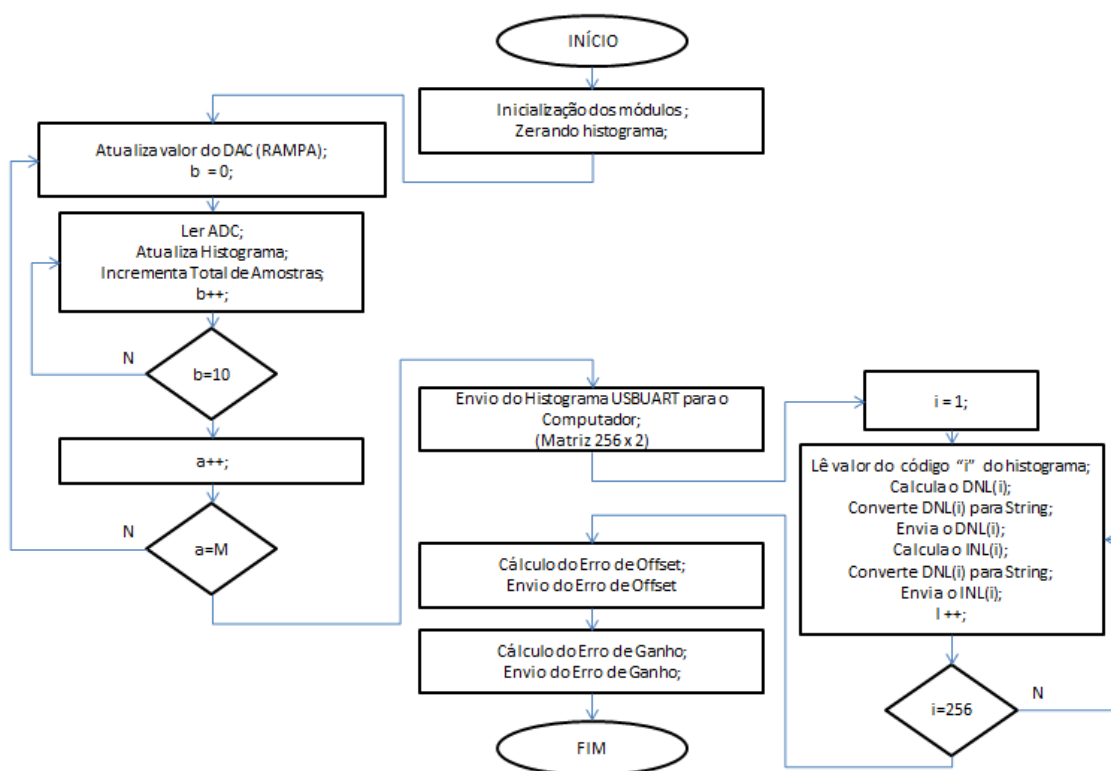 INÍCIO
Inicialização dos módulos ;
Zerando histograma;
Atualiza valor do DAC (RAMPA);
b = 0;
Ler ADC;
Atualiza Histograma;
Incrementa Total de Amostras;
b++;
N
b=10
a++;
N
a=M
Envio do Histograma USBUART para o
Computador;
(Matriz 256 x 2)
i = 1;
Lê valor do código "i" do histograma;
Calcula o DNL(i);
Converte DNL(i) para String;
Envia o DNL(i);
Calcula o INL(i);
Converte DNL(i) para String;
Envia o INL(i);
I ++;
i=256
N
Cálculo do Erro de Offset;
Envio do Erro de Offset
Cálculo do Erro de Ganho;
Envio do Erro de Ganho;
FIM